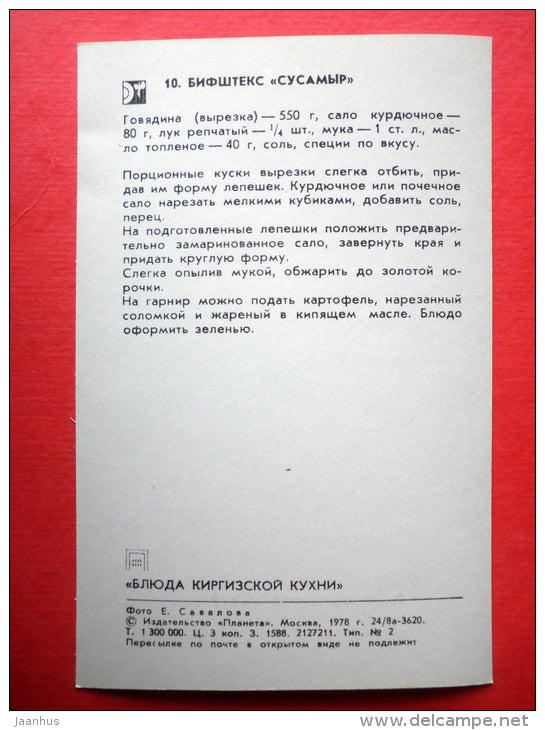 10. БИФШТЕКС «СУСАМЫР»
Говядина (вырезка) — 550 г, сало курдючное —
80 г, лук репчатый — 1/4 шт., мука — 1 ст. л., мас-
ло топленое — 40 г, соль, специи по вкусу.
Порционные куски вырезки слегка отбить, при-
дав им форму лепешек. Курдючное или почечное
сало нарезать мелкими кубиками, добавить соль,
перец.
На подготовленные лепешки положить предвари-
тельно замаринованное сало, завернуть края и
придать круглую форму.
Слегка опылив мукой, обжарить до золотой ко-
рочки.
На гарнир можно подать картофель, нарезанный
соломкой и жареный в кипящем масле. Блюдо
оформить зеленью.
«БЛЮДА КИРГИЗСКОЙ КУХНИ»
Фото Е. Савалова
© Издательство «Планета». Москва, 1978 г. 24/8а-3620.
Т. 1 300 000. Ц. 3 коп. З. 1588. 2127211. Тип. № 2
Пересылке по почте в открытом виде не подлежит
jaanhus
www.delcampe.net